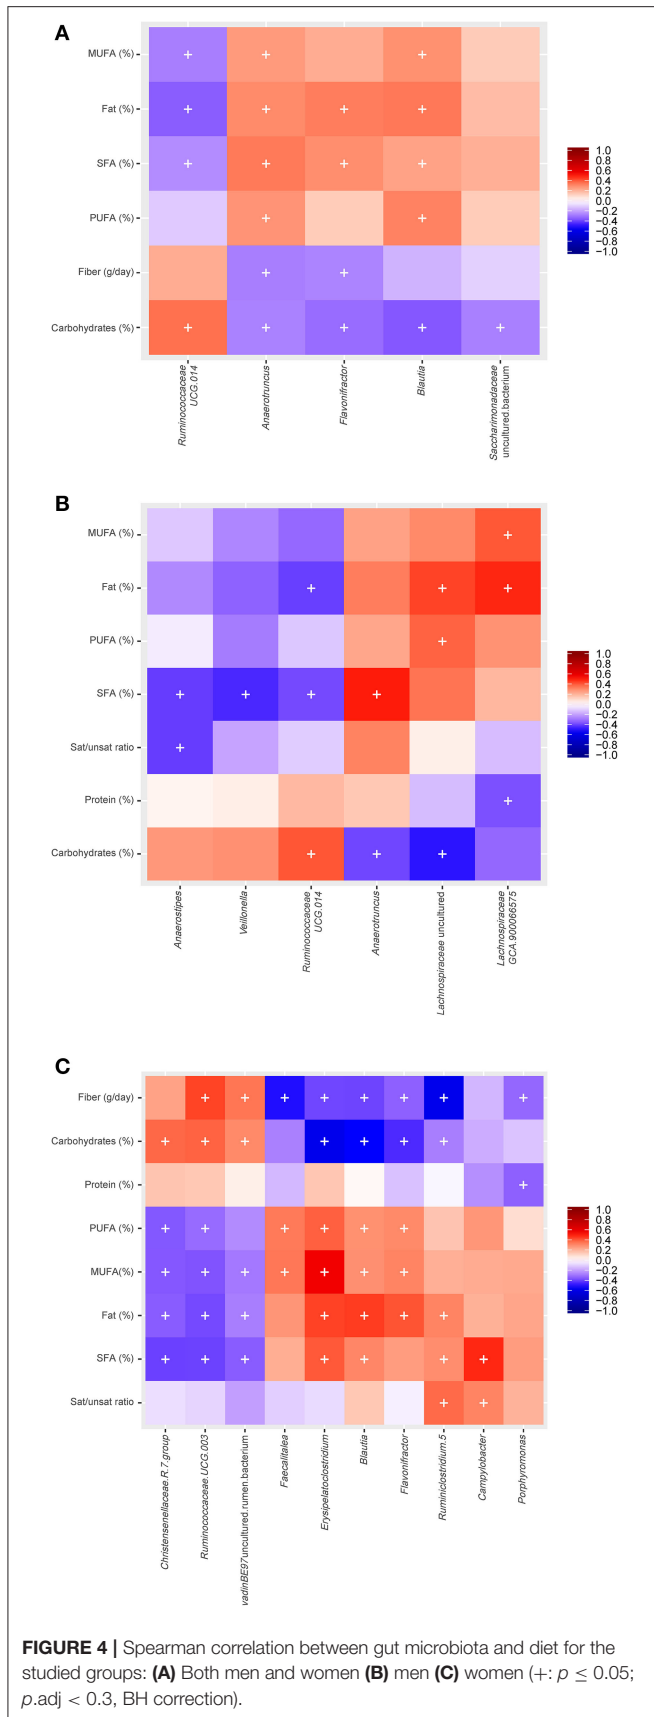 A
MUFA (%)
Fat (%)
SFA (%)
PUFA (%)
Fiber (g/day)
Carbohydrates (%)
Ruminococcaceae
UCG.014
Anaerotruncus
Flavonifractor
Blautia
Saccharimonadaceae
uncultured.bacterium
1.0
0.8
0.6
0.4
0.2
0.0
−0.2
−0.4
−0.6
−0.8
−1.0
B
MUFA (%)
Fat (%)
PUFA (%)
SFA (%)
Sat/unsat ratio
Protein (%)
Carbohydrates (%)
Anaerostipes
Veillonella
Ruminococcaceae
UCG.014
Anaerotruncus
Lachnospiraceae uncultured
Lachnospiraceae
GCA.900066575
1.0
0.8
0.6
0.4
0.2
0.0
−0.2
−0.4
−0.6
−0.8
−1.0
C
Fiber (g/day)
Carbohydrates (%)
Protein (%)
PUFA (%)
MUFA(%)
Fat (%)
SFA (%)
Sat/unsat ratio
Christensenellaceae.R.7.group
Ruminococcaceae.UCG.003
vadinBE97uncultured.rumen.bacterium
Faecalitalea
Erysipelatoclostridium
Blautia
Flavonifractor
Ruminiclostridium.5
Campylobacter
Porphyromonas
1.0
0.8
0.6
0.4
0.2
0.0
−0.2
−0.4
−0.6
−0.8
−1.0
FIGURE 4 | Spearman correlation between gut microbiota and diet for the
studied groups: (A) Both men and women (B) men (C) women (+: p ≤ 0.05;
p.adj < 0.3, BH correction).